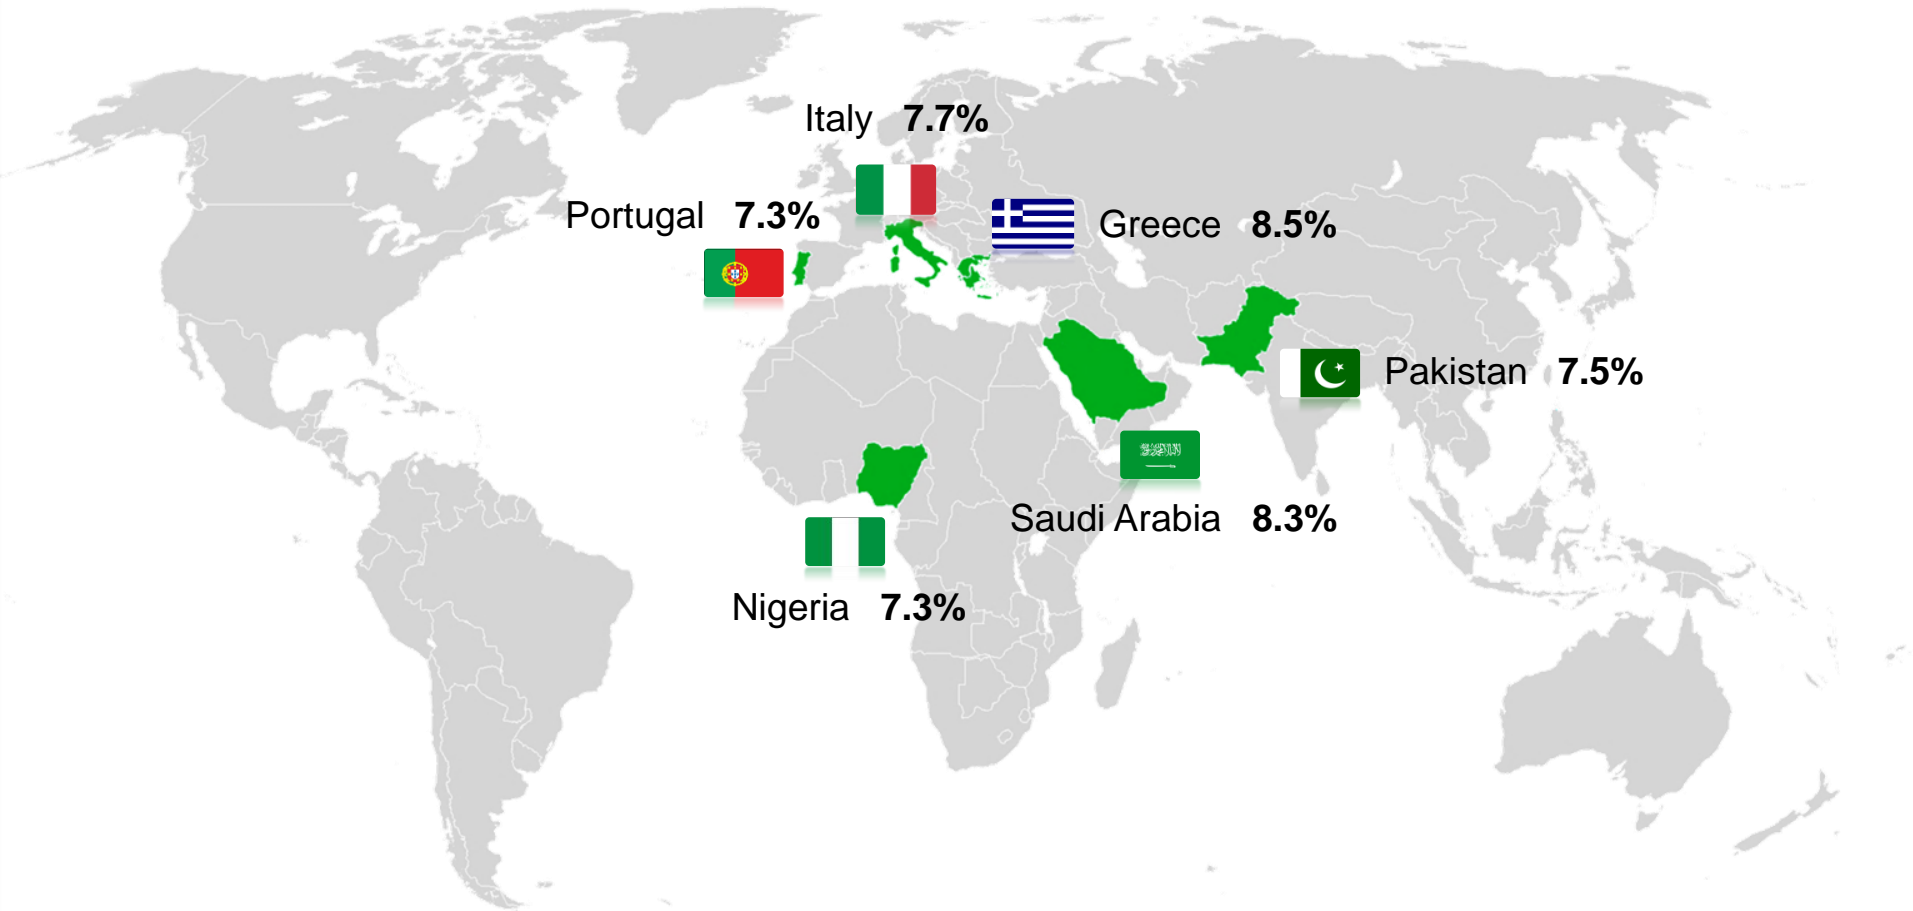 Italy 7.7%
Portugal 7.3%
Greece 8.5%
Pakistan 7.5%
Saudi Arabia 8.3%
Nigeria 7.3%